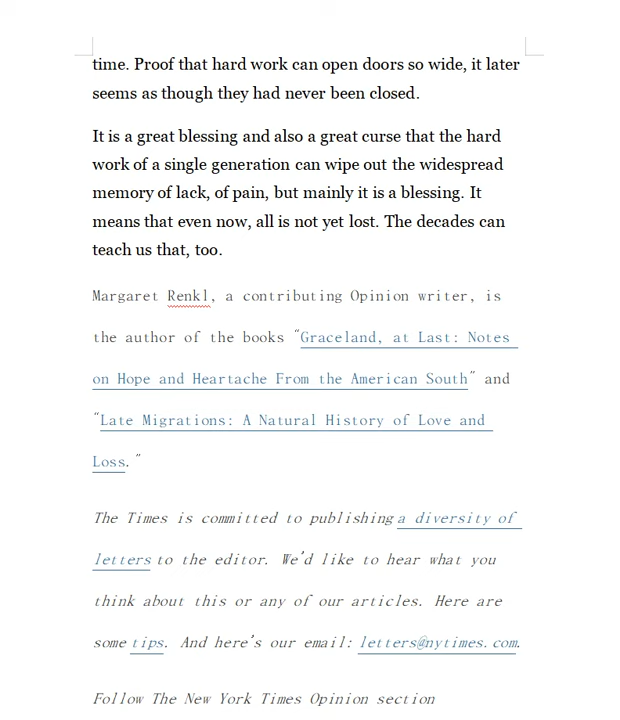 time. Proof that hard work can open doors so wide, it later
seems as though they had never been closed.
It is a great blessing and also a great curse that the hard
work of a single generation can wipe out the widespread
memory of lack, of pain, but mainly it is a blessing. It
means that even now, all is not yet lost. The decades can
teach us that, too.
Margaret Renkl, a contributing Opinion writer, is
the author of the books “Graceland, at Last: Notes
on Hope and Heartache From the American South” and
“Late Migrations: A Natural History of Love and
Loss.”
The Times is committed to publishing a diversity of
letters to the editor. We’d like to hear what you
think about this or any of our articles. Here are
some tips. And here’s our email: letters@nytimes.com.
Follow The New York Times Opinion section